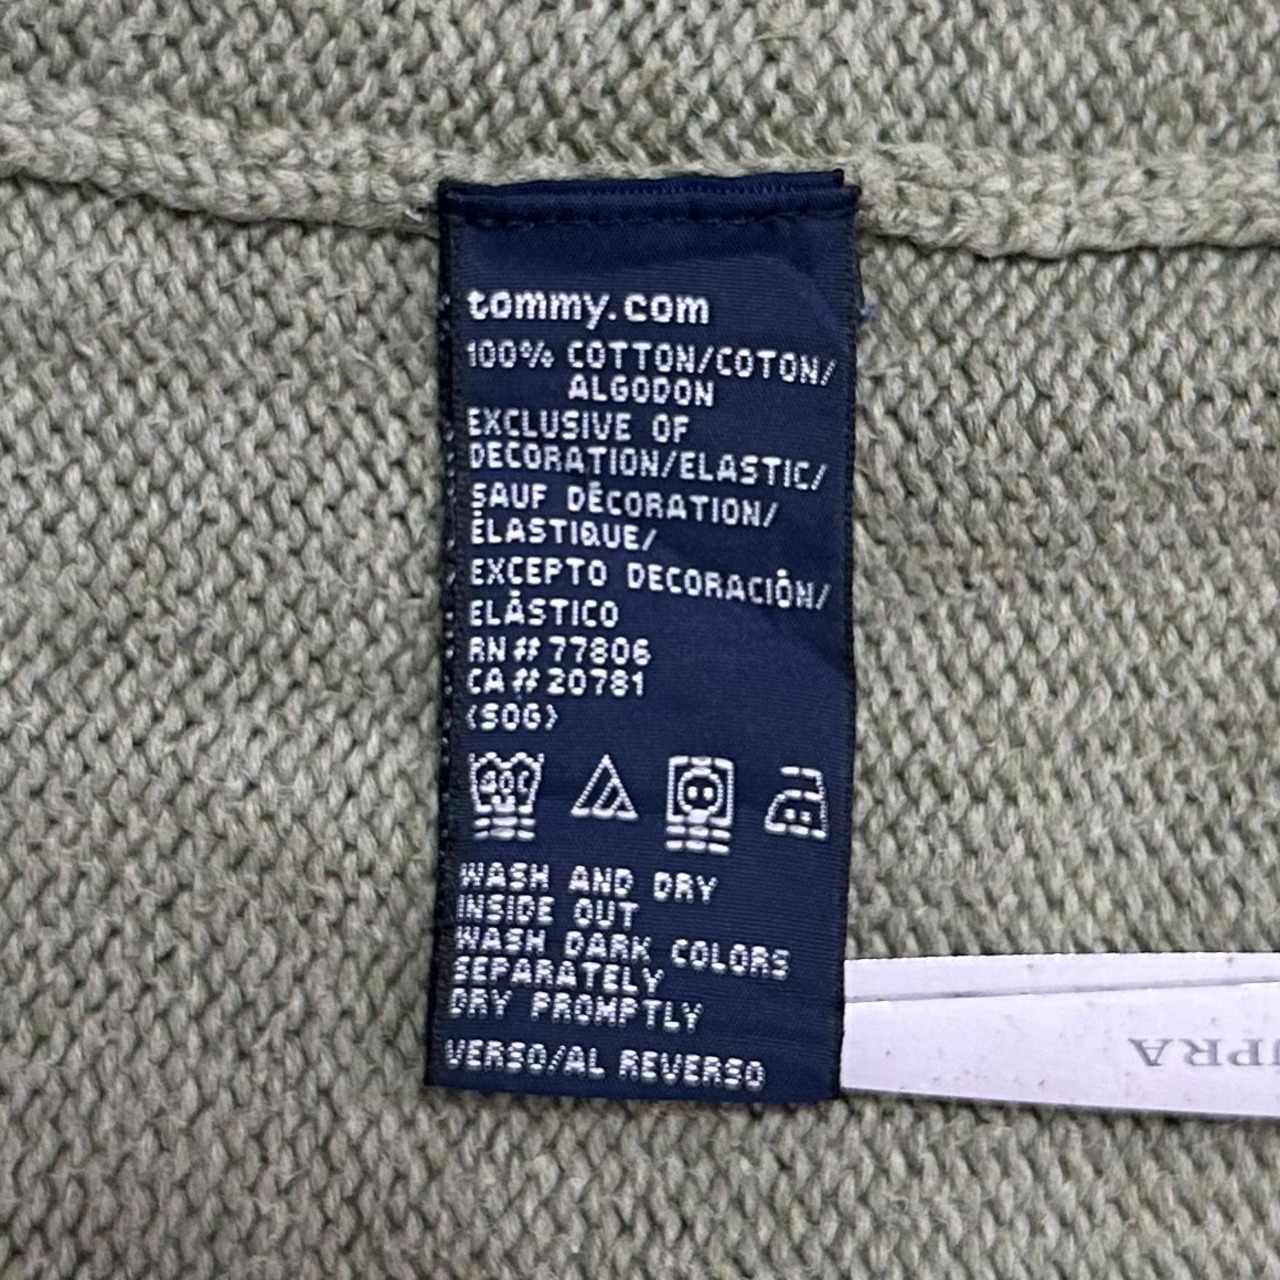 tommy.com
100% COTTON/COTON/
ALGODON
EXCLUSIVE OF
DECORATION/ELASTIC/
SAUF DÉCORATION/
ÉLASTIQUE/
EXCEPTO DECORACIÓN/
ELÁSTICO
RN# 77806
CA# 20781
(SOG)
40C
WASH AND DRY
INSIDE OUT
WASH DARK COLORS
SEPARATELY
DRY PROMPTLY
VERSO/AL REVERSO